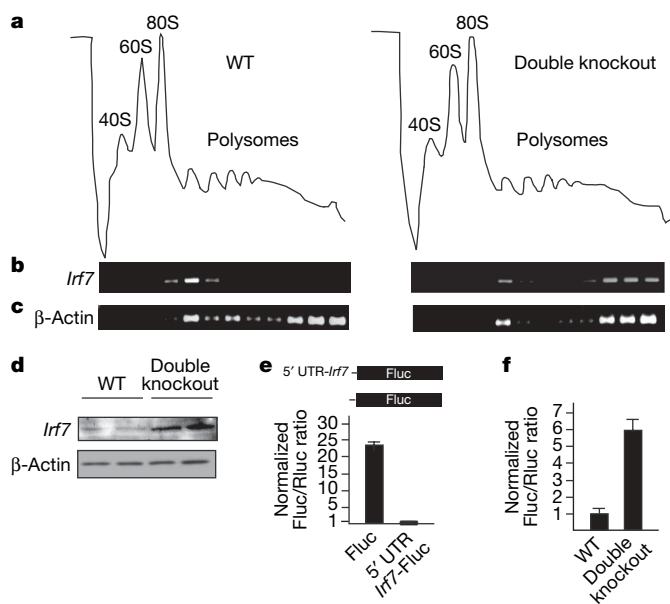 a
40S
60S
80S
WT
Polysomes
40S
60S
80S
Double knockout
Polysomes
b
Irf7
c
β-Actin
d
WT
Double
knockout
Irf7
β-Actin
e
5′ UTR-Irf7
Fluc
Fluc
Normalized
Fluc/Rluc ratio
30
25
20
15
10
5
1
Fluc
5′ UTR
Irf7-Fluc
f
Normalized
Fluc/Rluc ratio
7
6
5
4
3
2
1
WT
Double
knockout